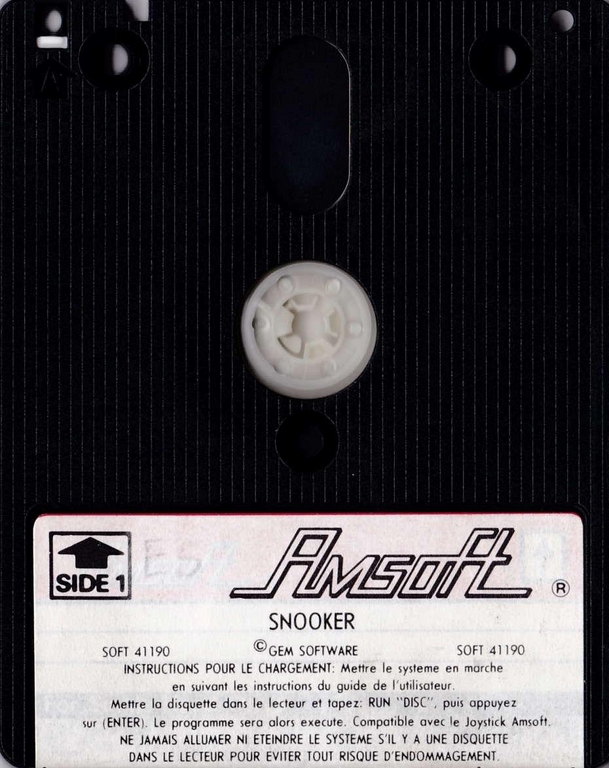 SIDE 1
Amsoft ®
SNOOKER
SOFT 41190 © GEM SOFTWARE SOFT 41190
INSTRUCTIONS POUR LE CHARGEMENT: Mettre le systeme en marche
en suivant les instructions du guide de l'utilisateur.
Mettre la disquette dans le lecteur et tapez: RUN "DISC", puis appuyez
sur (ENTER). Le programme sera alors execute. Compatible avec le Joystick Amsoft.
NE JAMAIS ALLUMER NI ETEINDRE LE SYSTEME S'IL Y A UNE DISQUETTE
DANS LE LECTEUR POUR EVITER TOUT RISQUE D'ENDOMMAGEMENT.